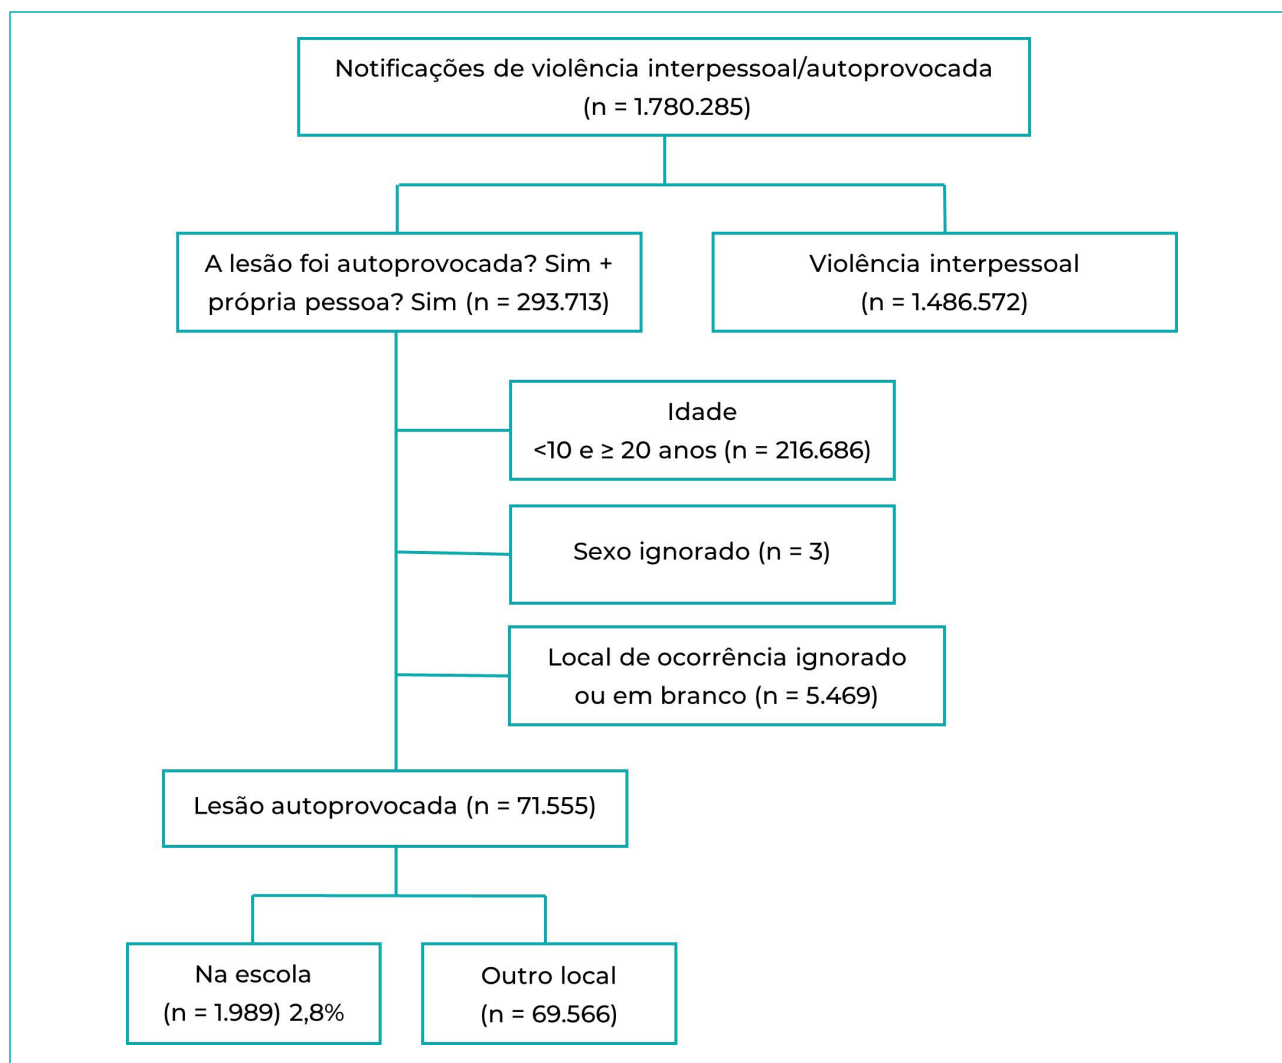 Notificações de violência interpessoal/autoprovocada
(n = 1.780.285)
A lesão foi autoprovocada? Sim +
própria pessoa? Sim (n = 293.713)
Violência interpessoal
(n = 1.486.572)
Idade
<10 e ≥ 20 anos (n = 216.686)
Sexo ignorado (n = 3)
Local de ocorrência ignorado
ou em branco (n = 5.469)
Lesão autoprovocada (n = 71.555)
Na escola
(n = 1.989) 2,8%
Outro local
(n = 69.566)